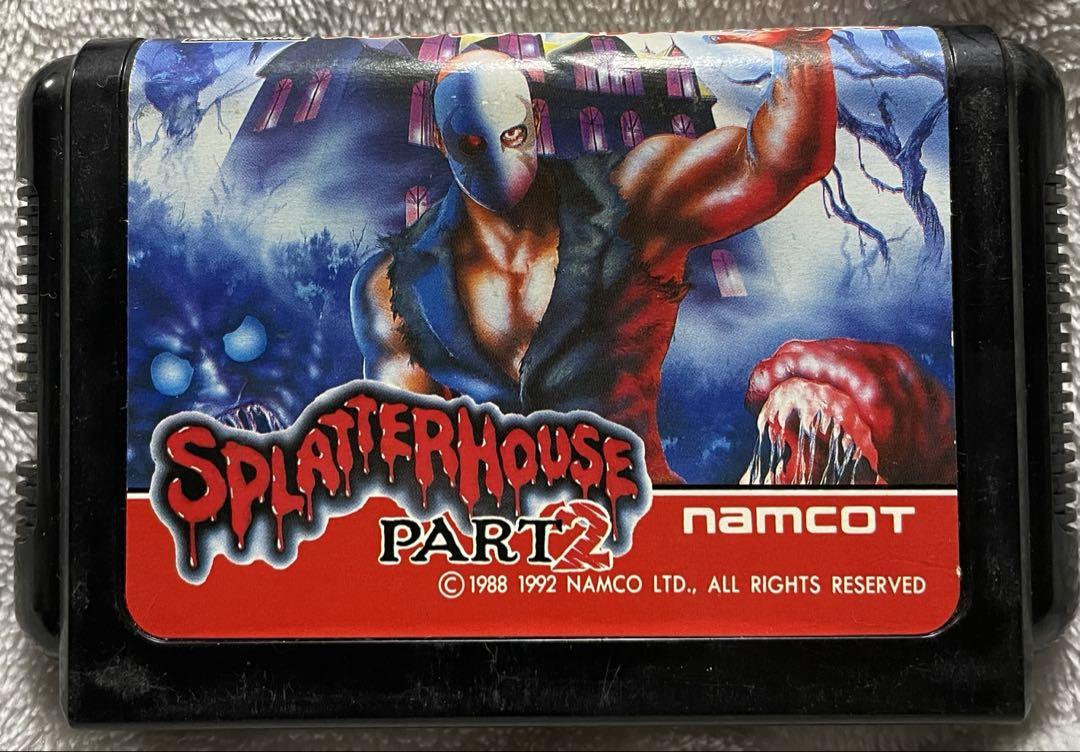 SPLATTERHOUSE
PART2
namcoT
© 1988 1992 NAMCO LTD., ALL RIGHTS RESERVED